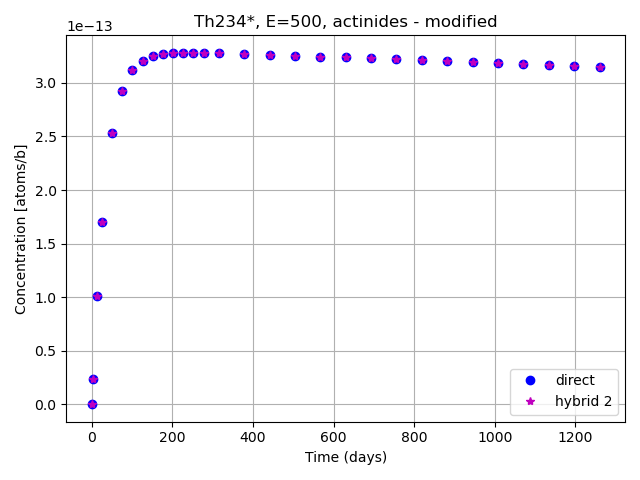 Th234*, E=500, actinides - modified
1e−13
3.0
2.5
2.0
1.5
1.0
0.5
0.0
Concentration [atoms/b]
0 200 400 600 800 1000 1200
Time (days)
direct
hybrid 2